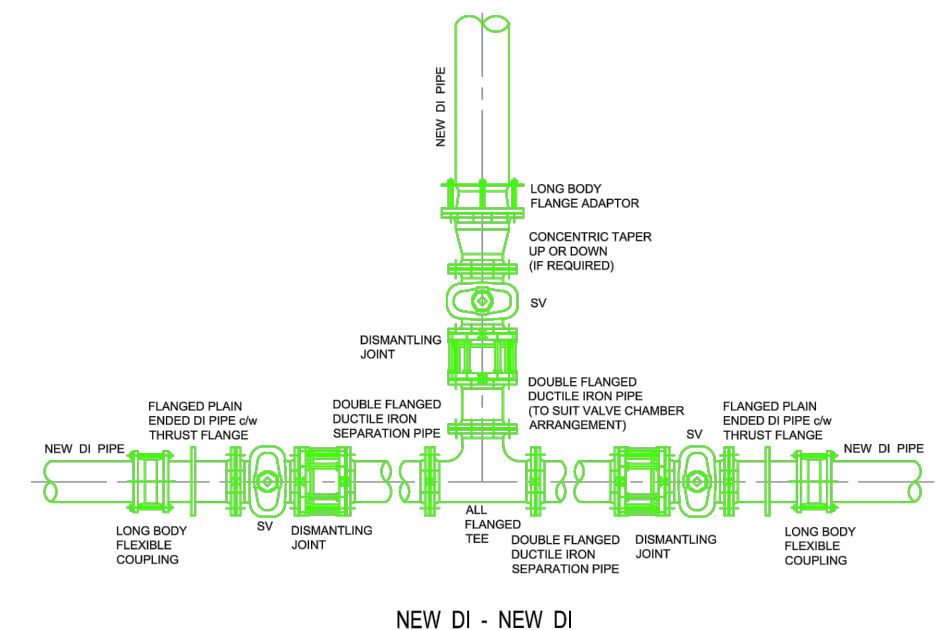 NEW DI PIPE
LONG BODY
FLANGE ADAPTOR
CONCENTRIC TAPER
UP OR DOWN
(IF REQUIRED)
SV
DISMANTLING
JOINT
DOUBLE FLANGED
DUCTILE IRON PIPE
(TO SUIT VALVE CHAMBER
ARRANGEMENT)
FLANGED PLAIN
ENDED DI PIPE c/w
THRUST FLANGE
DOUBLE FLANGED
DUCTILE IRON
SEPARATION PIPE
FLANGED PLAIN
ENDED DI PIPE c/w
THRUST FLANGE
SV
NEW DI PIPE
NEW DI PIPE
LONG BODY
FLEXIBLE
COUPLING
SV
DISMANTLING
JOINT
ALL
FLANGED
TEE
DOUBLE FLANGED
DUCTILE IRON
SEPARATION PIPE
DISMANTLING
JOINT
LONG BODY
FLEXIBLE
COUPLING
NEW DI - NEW DI